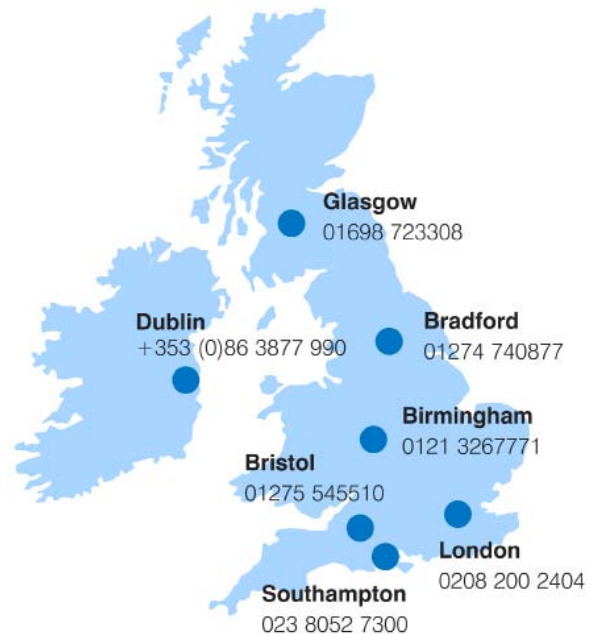 Glasgow
01698 723308
Dublin
+353 (0)86 3877 990
Bradford
01274 740877
Birmingham
0121 3267771
Bristol
01275 545510
London
0208 200 2404
Southampton
023 8052 7300